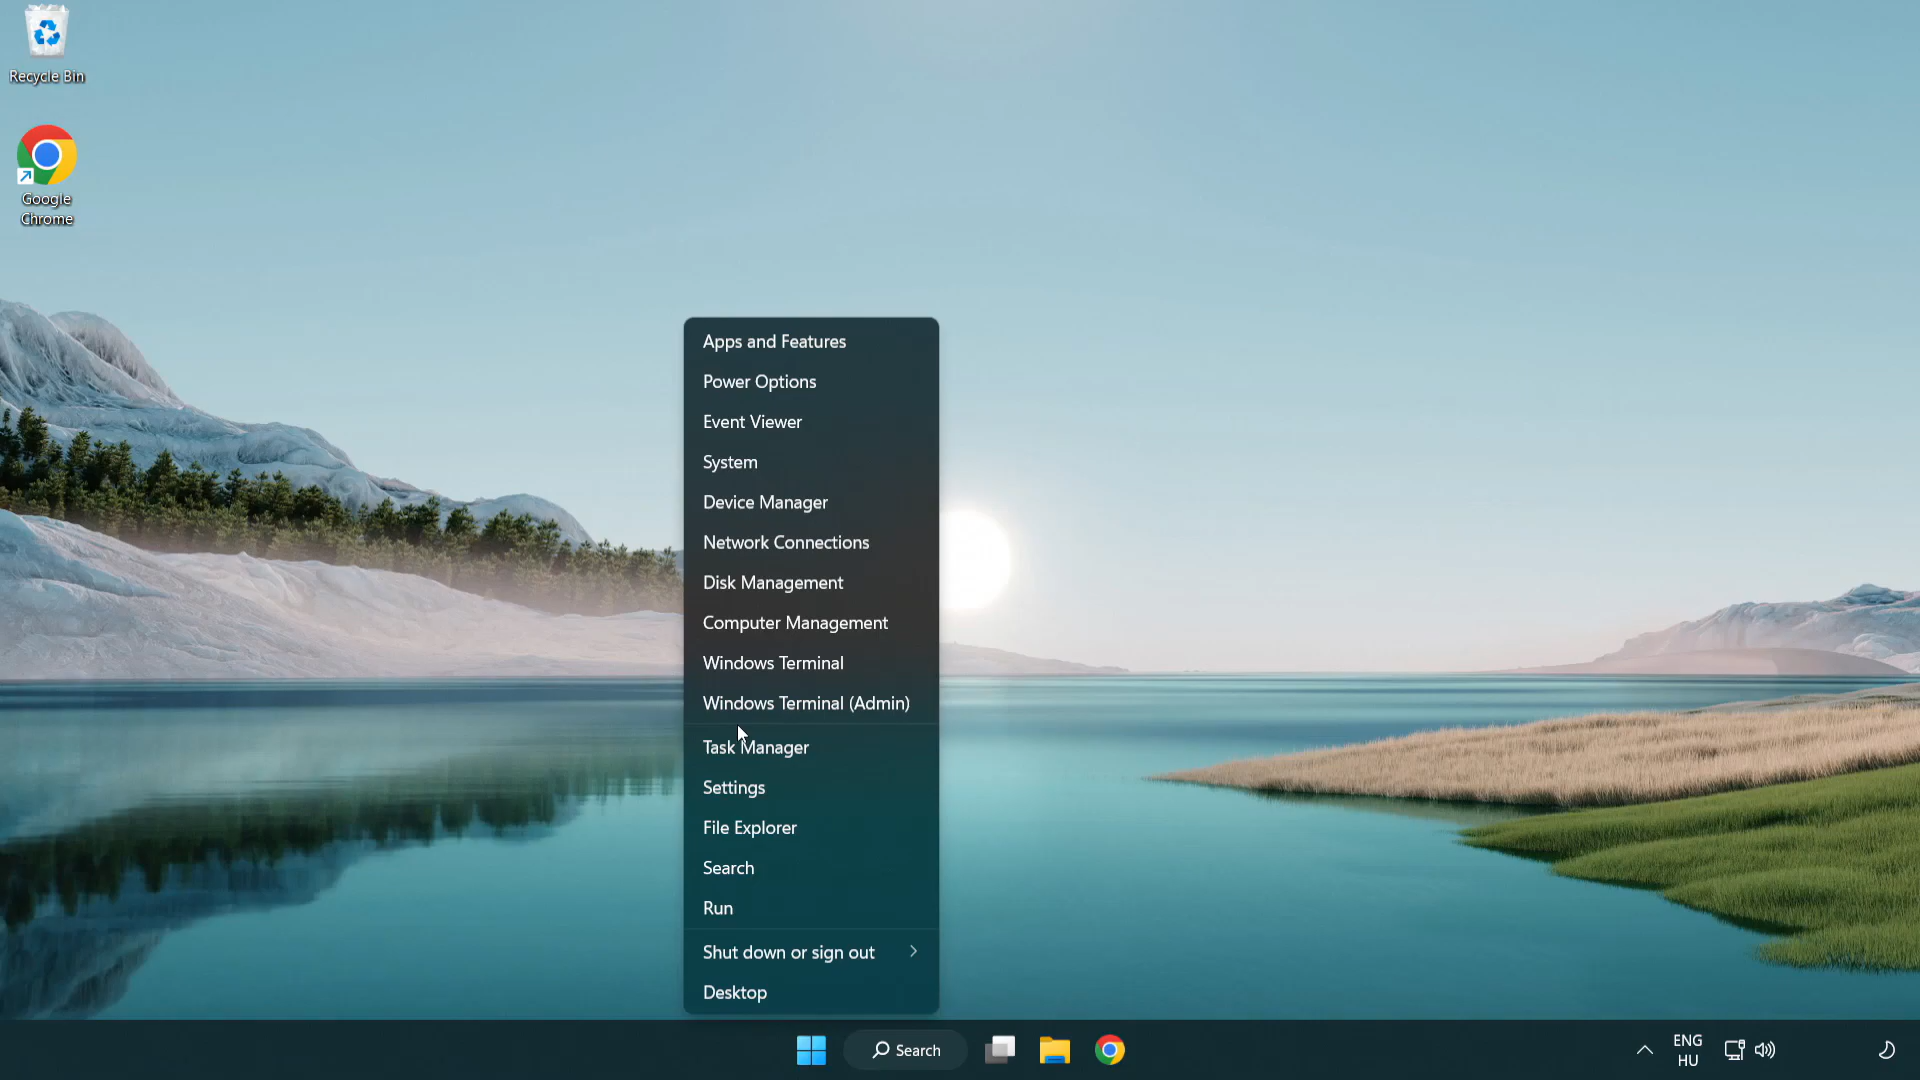 Recycle Bin
Google
Chrome
Apps and Features
Power Options
Event Viewer
System
Device Manager
Network Connections
Disk Management
Computer Management
Windows Terminal
Windows Terminal (Admin)
Task Manager
Settings
File Explorer
Search
Run
Shut down or sign out
Desktop
Search
ENG
HU